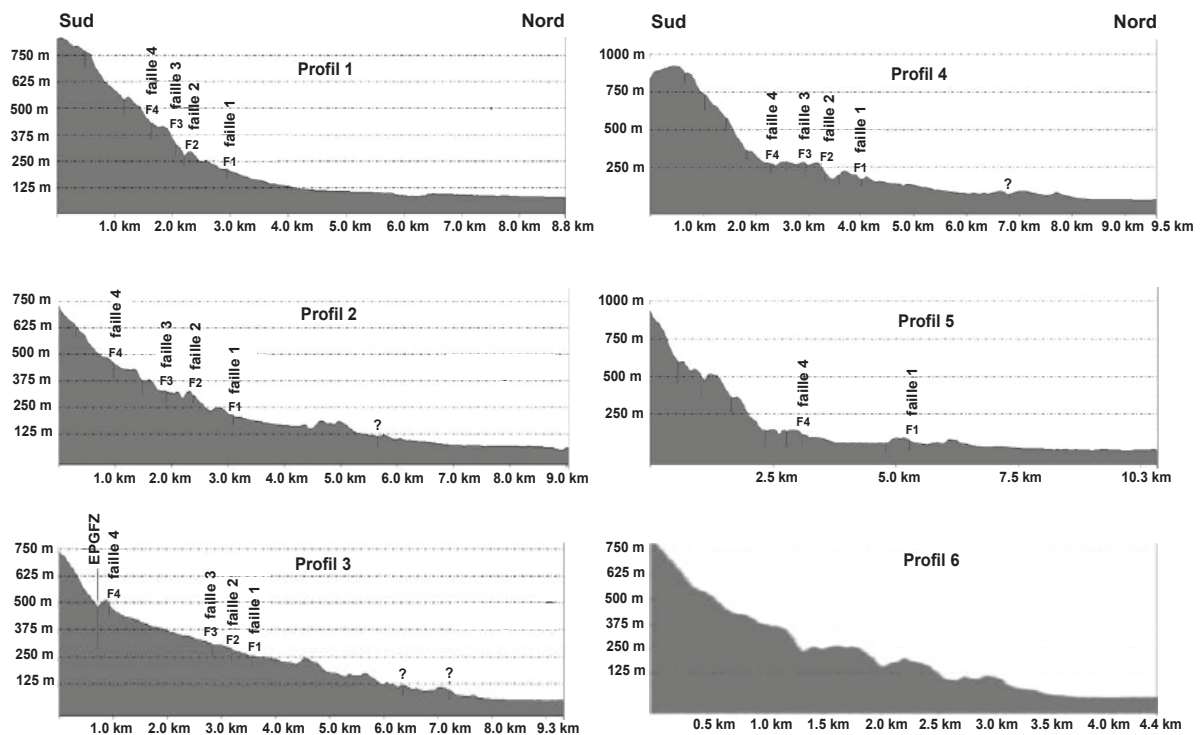 Sud Nord
Profil 1
750 m
625 m
500 m
375 m
250 m
125 m
faille 4
faille 3
faille 2
faille 1
F4
F3
F2
F1
1.0 km 2.0 km 3.0 km 4.0 km 5.0 km 6.0 km 7.0 km 8.0 km 8.8 km
Profil 2
750 m
625 m
500 m
375 m
250 m
125 m
faille 4
faille 3
faille 2
faille 1
F4
F3
F2
F1
?
1.0 km 2.0 km 3.0 km 4.0 km 5.0 km 6.0 km 7.0 km 8.0 km 9.0 km
Profil 3
750 m
625 m
500 m
375 m
250 m
125 m
EPGFZ
faille 4
faille 3
faille 2
faille 1
F4
F3
F2
F1
? ?
1.0 km 2.0 km 3.0 km 4.0 km 5.0 km 6.0 km 7.0 km 8.0 km 9.3 km
Sud Nord
Profil 4
1000 m
750 m
500 m
250 m
faille 4
faille 3
faille 2
faille 1
F4
F3
F2
F1
?
1.0 km 2.0 km 3.0 km 4.0 km 5.0 km 6.0 km 7.0 km 8.0 km 9.5 km
Profil 5
1000 m
750 m
500 m
250 m
faille 4
faille 1
F4
F1
2.5 km 5.0 km 7.5 km 10.3 km
Profil 6
750 m
625 m
500 m
375 m
250 m
125 m
0.5 km 1.0 km 1.5 km 2.0 km 2.5 km 3.0 km 3.5 km 4.0 km 4.4 km